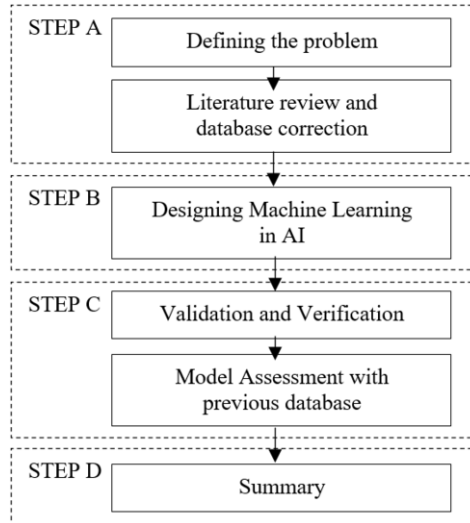 STEP A
Defining the problem
Literature review and
database correction
STEP B
Designing Machine Learning
in AI
STEP C
Validation and Verification
Model Assessment with
previous database
STEP D
Summary